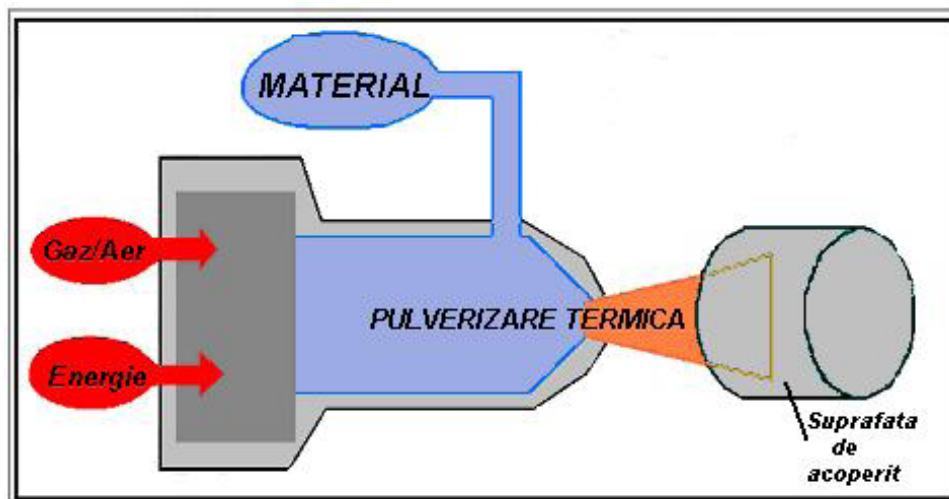 MATERIAL
Gaz/Aer
PULVERIZARE TERMICA
Energie
Suprafata
de
acoperit